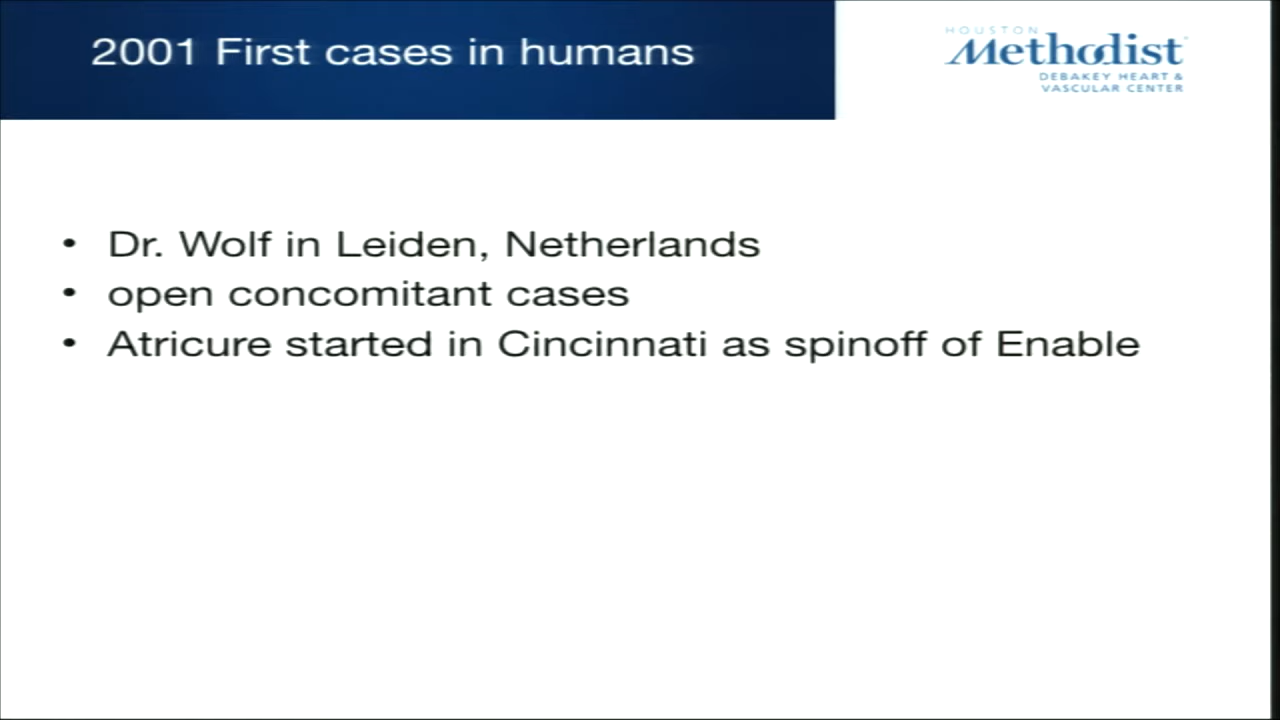 2001 First cases in humans
HOUSTON
Methodist
DEBAKEY HEART &
VASCULAR CENTER
• Dr. Wolf in Leiden, Netherlands
• open concomitant cases
• Atricure started in Cincinnati as spinoff of Enable